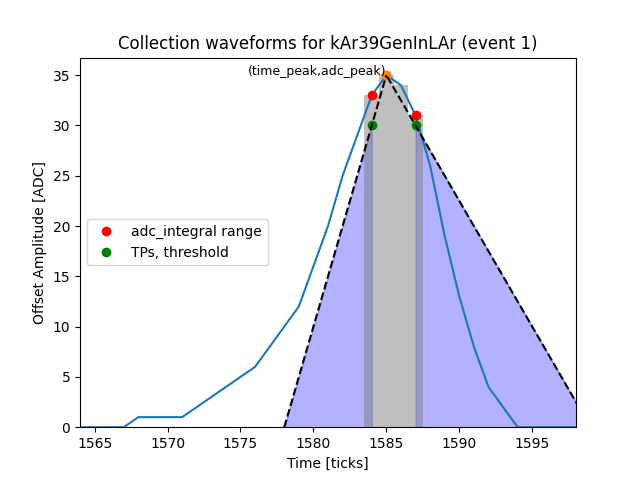 Collection waveforms for kAr39GenInLAr (event 1)
(time_peak,adc_peak)
35
30
25
20
15
10
5
0
Offset Amplitude [ADC]
adc_integral range
TPs, threshold
1565 1570 1575 1580 1585 1590 1595
Time [ticks]